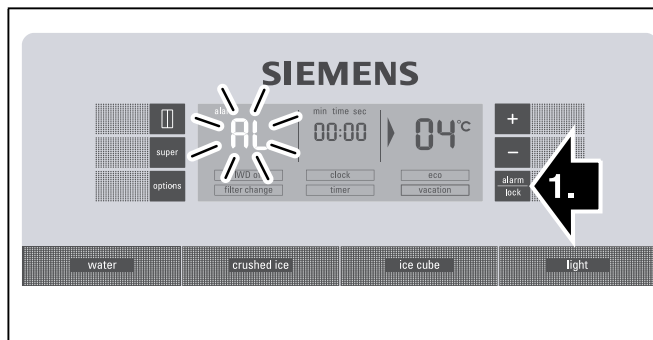 SIEMENS
AL
min time sec
00:00
04°C
super
options
clock
eco
filter change
timer
vacation
+
−
alarm
lock
1.
water
crushed ice
ice cube
light